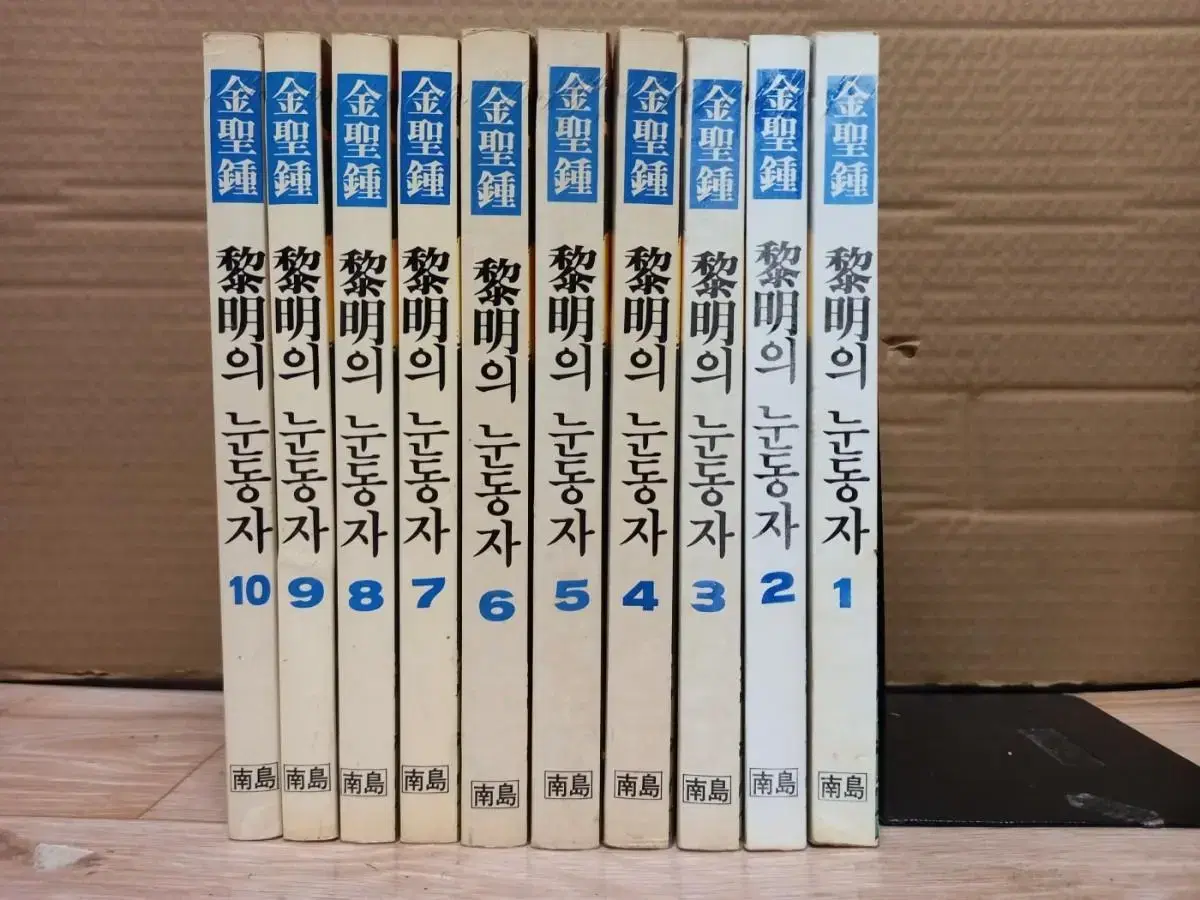 金聖鍾 黎明의 눈동자 10 南島
金聖鍾 黎明의 눈동자 9 南島
金聖鍾 黎明의 눈동자 8 南島
金聖鍾 黎明의 눈동자 7 南島
金聖鍾 黎明의 눈동자 6 南島
金聖鍾 黎明의 눈동자 5 南島
金聖鍾 黎明의 눈동자 4 南島
金聖鍾 黎明의 눈동자 3 南島
金聖鍾 黎明의 눈동자 2 南島
金聖鍾 黎明의 눈동자 1 南島